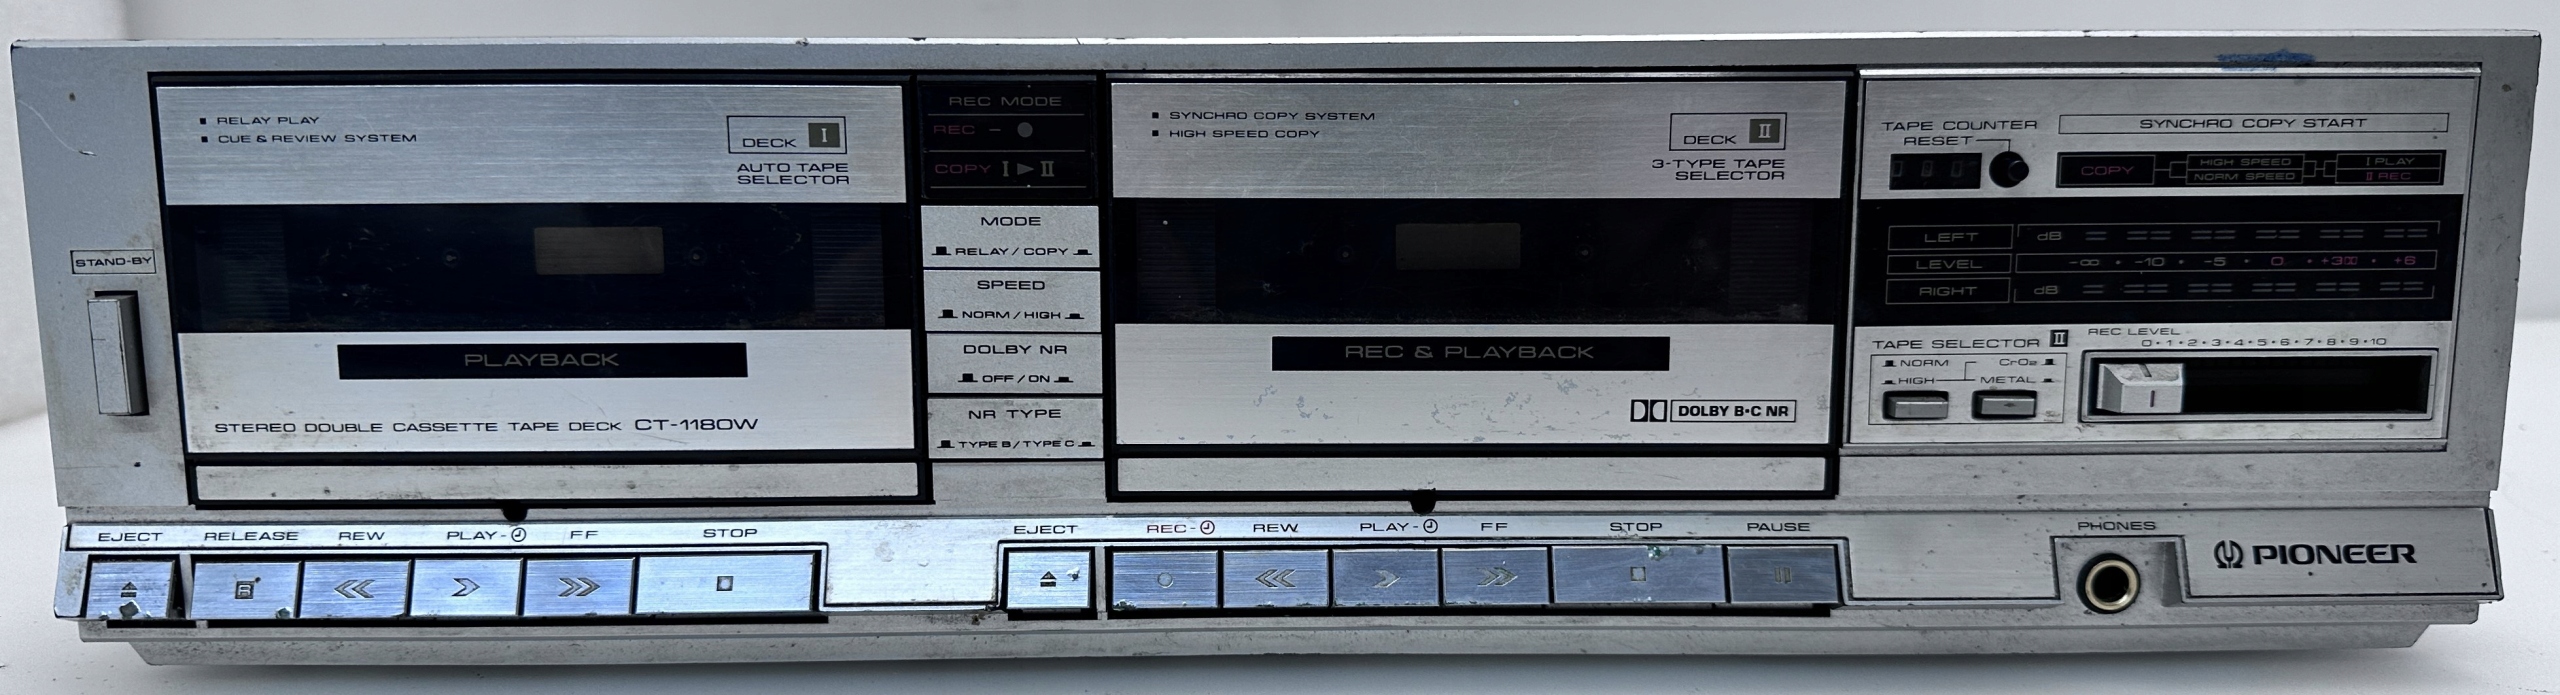 STAND-BY
RELAY PLAY
CUE & REVIEW SYSTEM
DECK I
AUTO TAPE
SELECTOR
PLAYBACK
STEREO DOUBLE CASSETTE TAPE DECK CT-1180W
REC MODE
REC –
COPY I ▶ II
MODE
RELAY / COPY
SPEED
NORM / HIGH
DOLBY NR
OFF / ON
NR TYPE
TYPE B / TYPE C
SYNCHRO COPY SYSTEM
HIGH SPEED COPY
DECK II
3-TYPE TAPE
SELECTOR
REC & PLAYBACK
DOLBY B•C NR
TAPE COUNTER
RESET
SYNCHRO COPY START
COPY
HIGH SPEED
NORM SPEED
I PLAY
II REC
LEFT dB
LEVEL -∞ • -10 • -5 • 0 • +3 • +6
RIGHT dB
TAPE SELECTOR II
NORM CrO₂
HIGH METAL
REC LEVEL
0•1•2•3•4•5•6•7•8•9•10
EJECT RELEASE REW PLAY- FF STOP
R
EJECT REC- REW PLAY- FF STOP PAUSE
PHONES
PIONEER